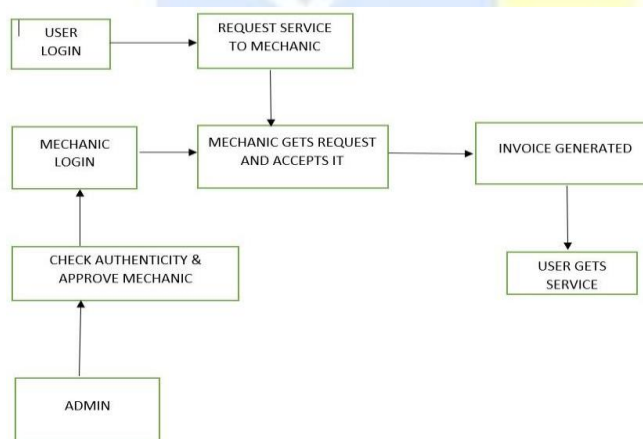 USER
LOGIN
REQUEST SERVICE
TO MECHANIC
MECHANIC
LOGIN
MECHANIC GETS REQUEST
AND ACCEPTS IT
INVOICE GENERATED
CHECK AUTHENTICITY &
APPROVE MECHANIC
USER GETS
SERVICE
ADMIN